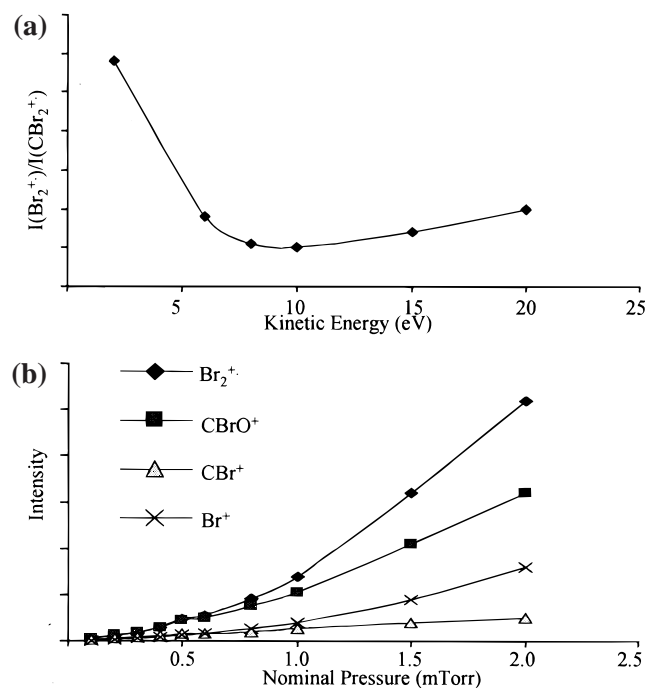 (a)
I(Br₂⁺·)/I(CBr₂⁺·)
5 10 15 20 25
Kinetic Energy (eV)
(b)
Br₂⁺·
CBrO⁺
CBr⁺
Br⁺
Intensity
0.5 1.0 1.5 2.0 2.5
Nominal Pressure (mTorr)